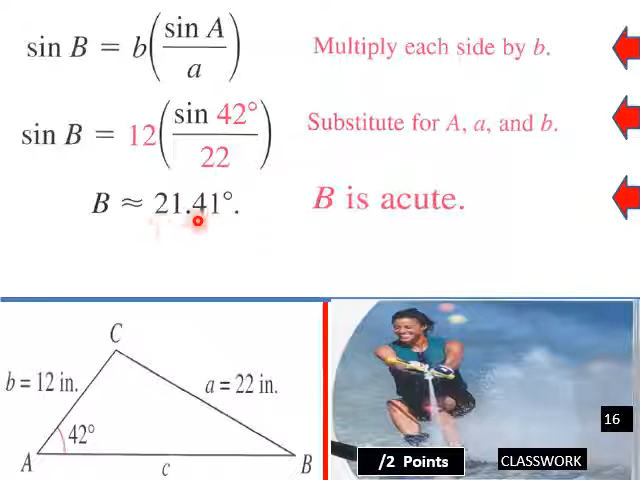 sin B = b(sin A / a) Multiply each side by b.
sin B = 12(sin 42° / 22) Substitute for A, a, and b.
B ≈ 21.41°. B is acute.
C
b = 12 in. a = 22 in.
42°
A c B
16
/2 Points CLASSWORK